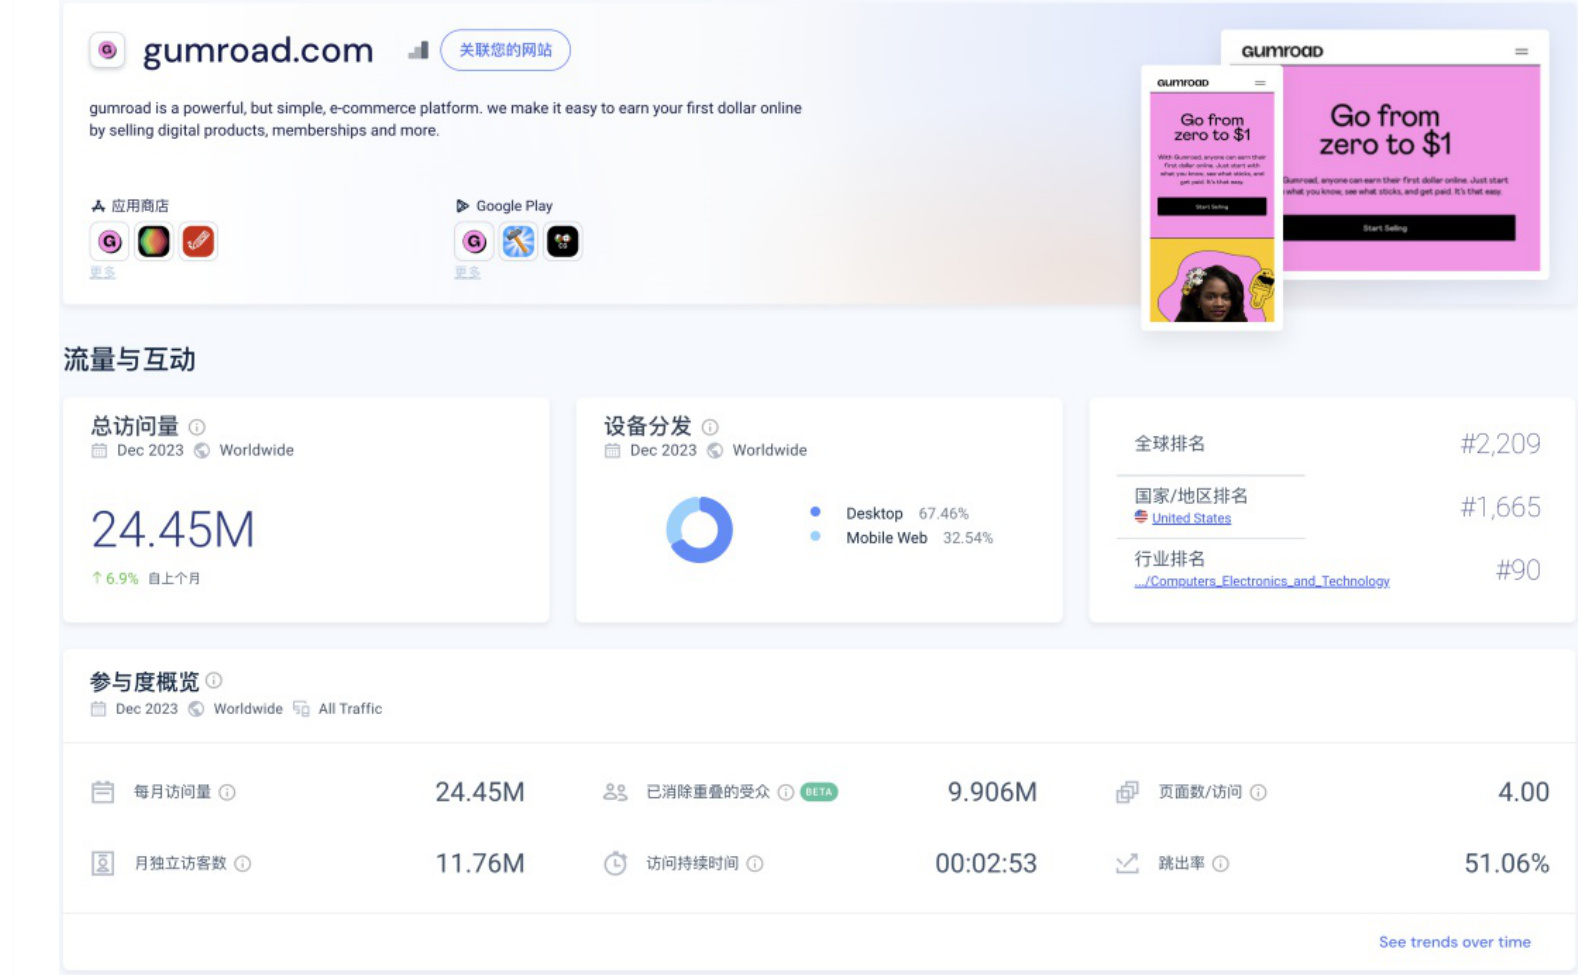 gumroad.com
关联您的网站
gumroad is a powerful, but simple, e-commerce platform. we make it easy to earn your first dollar online
by selling digital products, memberships and more.
应用商店
G
更多
Google Play
G
CG
更多
GUMROAD
Go from
zero to $1
With Gumroad, anyone can earn their
first dollar online. Just start with
what you know, see what sticks, and
get paid. It's that easy.
Start Selling
GUMROAD
Go from
zero to $1
Gumroad, anyone can earn their first dollar online. Just start
what you know, see what sticks, and get paid. It's that easy.
Start Selling
流量与互动
总访问量
Dec 2023 Worldwide
24.45M
↑ 6.9% 自上个月
设备分发
Dec 2023 Worldwide
Desktop 67.46%
Mobile Web 32.54%
全球排名 #2,209
国家/地区排名 #1,665
United States
行业排名 #90
.../Computers_Electronics_and_Technology
参与度概览
Dec 2023 Worldwide All Traffic
每月访问量 24.45M
已消除重叠的受众 BETA 9.906M
页面数/访问 4.00
月独立访客数 11.76M
访问持续时间 00:02:53
跳出率 51.06%
See trends over time